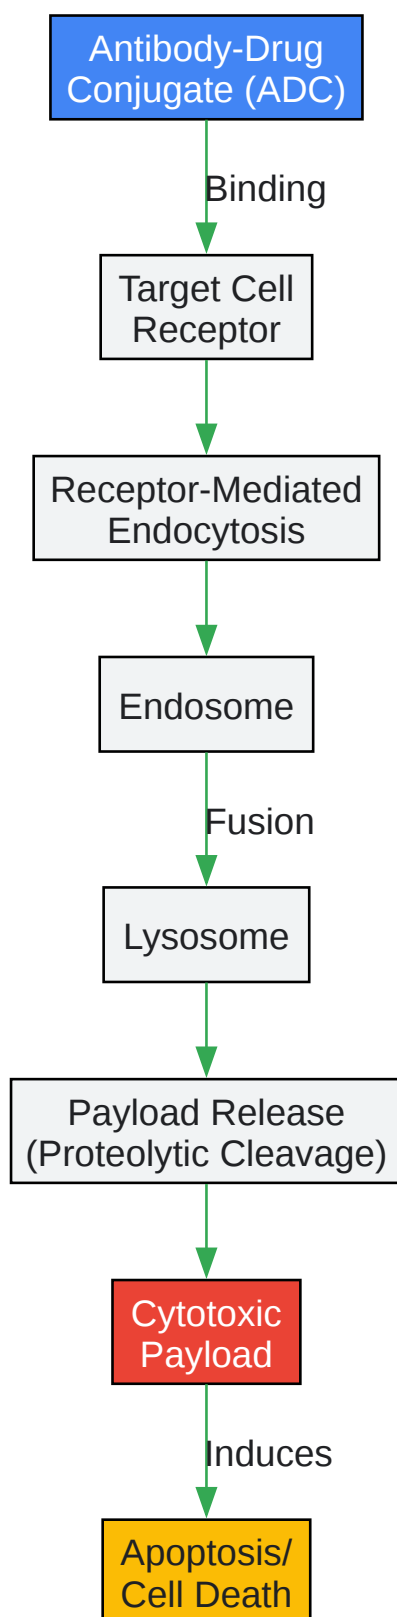 Antibody-Drug
Conjugate (ADC)
Binding
Target Cell
Receptor
Receptor-Mediated
Endocytosis
Endosome
Fusion
Lysosome
Payload Release
(Proteolytic Cleavage)
Cytotoxic
Payload
Induces
Apoptosis/
Cell Death